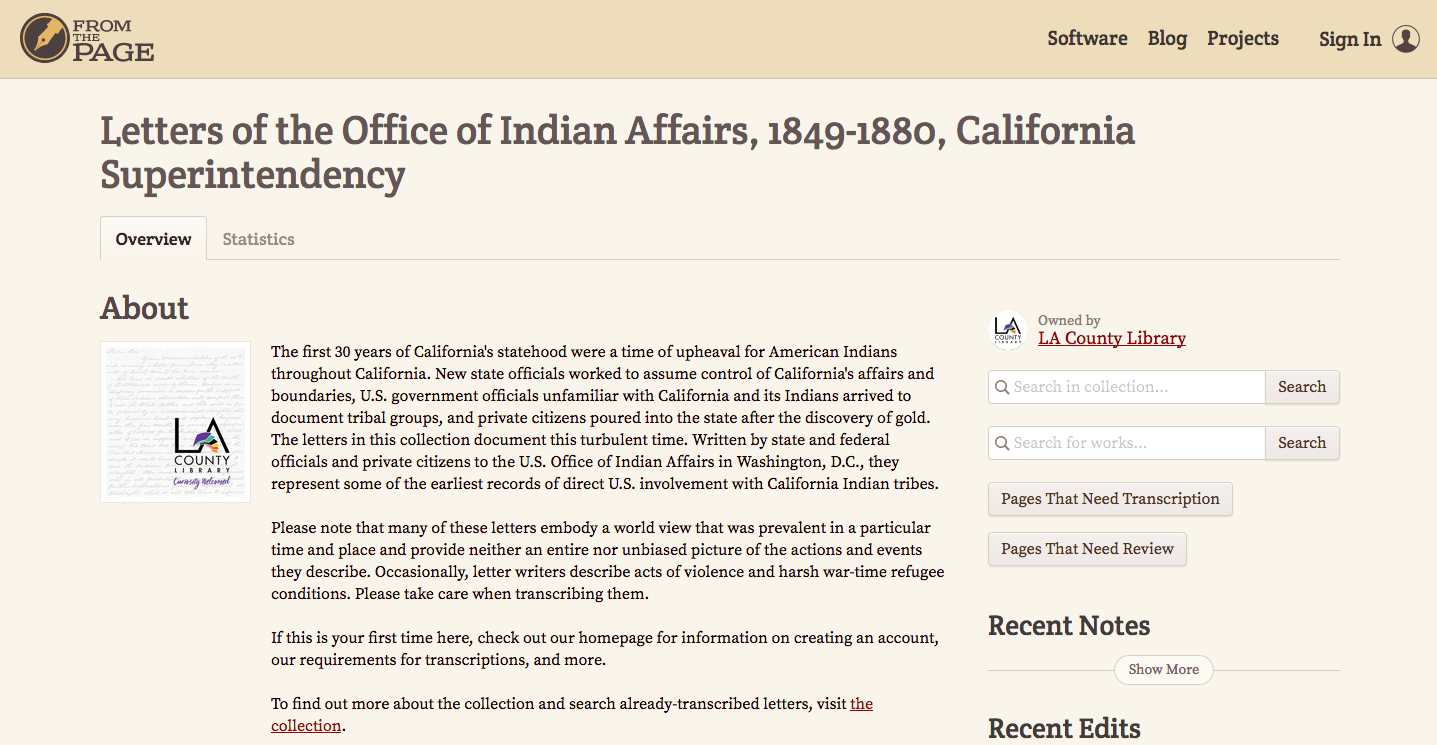 FROM
THE
PAGE
Software Blog Projects Sign In
Letters of the Office of Indian Affairs, 1849-1880, California
Superintendency
Overview Statistics
About
LA
COUNTY
LIBRARY
Curiosity Welcomed
The first 30 years of California's statehood were a time of upheaval for American Indians
throughout California. New state officials worked to assume control of California's affairs and
boundaries, U.S. government officials unfamiliar with California and its Indians arrived to
document tribal groups, and private citizens poured into the state after the discovery of gold.
The letters in this collection document this turbulent time. Written by state and federal
officials and private citizens to the U.S. Office of Indian Affairs in Washington, D.C., they
represent some of the earliest records of direct U.S. involvement with California Indian tribes.
Please note that many of these letters embody a world view that was prevalent in a particular
time and place and provide neither an entire nor unbiased picture of the actions and events
they describe. Occasionally, letter writers describe acts of violence and harsh war-time refugee
conditions. Please take care when transcribing them.
If this is your first time here, check out our homepage for information on creating an account,
our requirements for transcriptions, and more.
To find out more about the collection and search already-transcribed letters, visit the
collection.
LA
COUNTY
LIBRARY
Owned by
LA County Library
Search in collection... Search
Search for works... Search
Pages That Need Transcription
Pages That Need Review
Recent Notes
Show More
Recent Edits